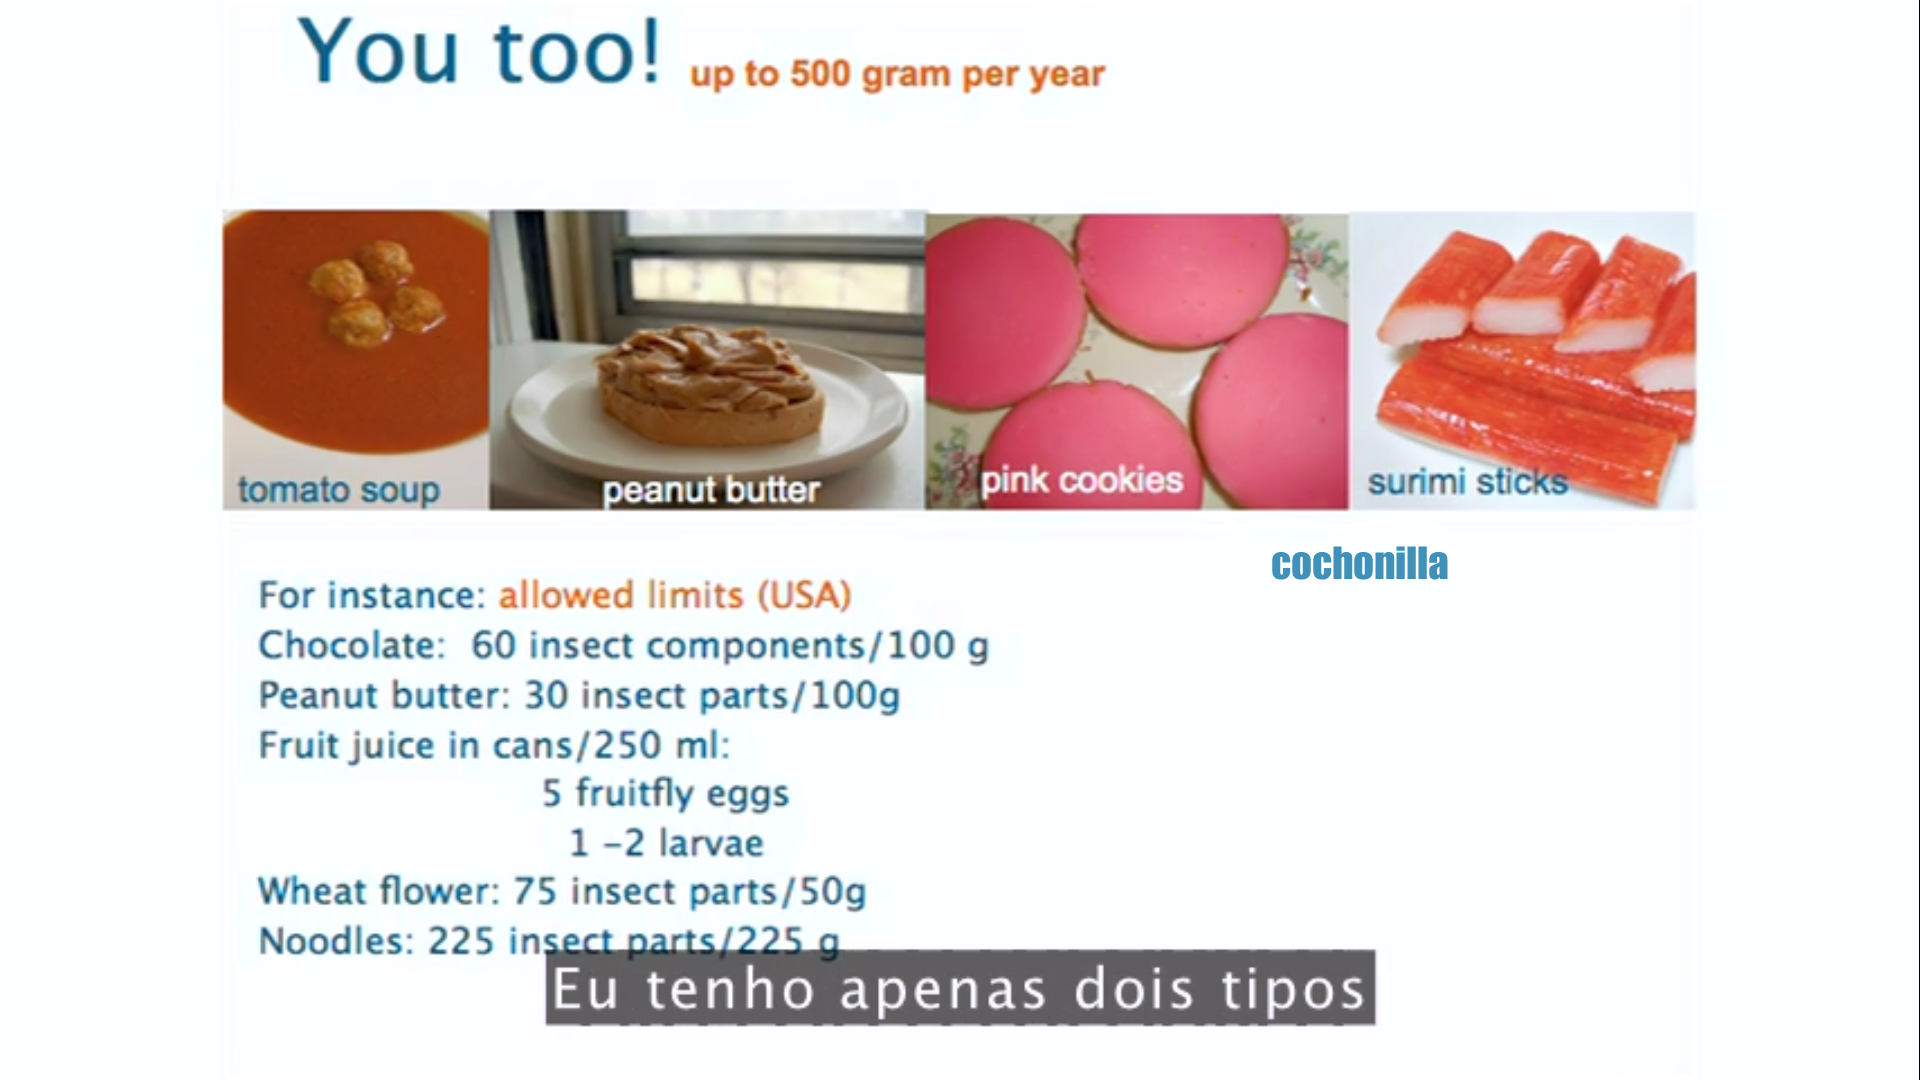 You too! up to 500 gram per year
tomato soup
peanut butter
pink cookies
surimi sticks
cochonilla
For instance: allowed limits (USA)
Chocolate: 60 insect components/100 g
Peanut butter: 30 insect parts/100g
Fruit juice in cans/250 ml:
5 fruitfly eggs
1 -2 larvae
Wheat flower: 75 insect parts/50g
Noodles: 225 insect parts/225 g
Eu tenho apenas dois tipos